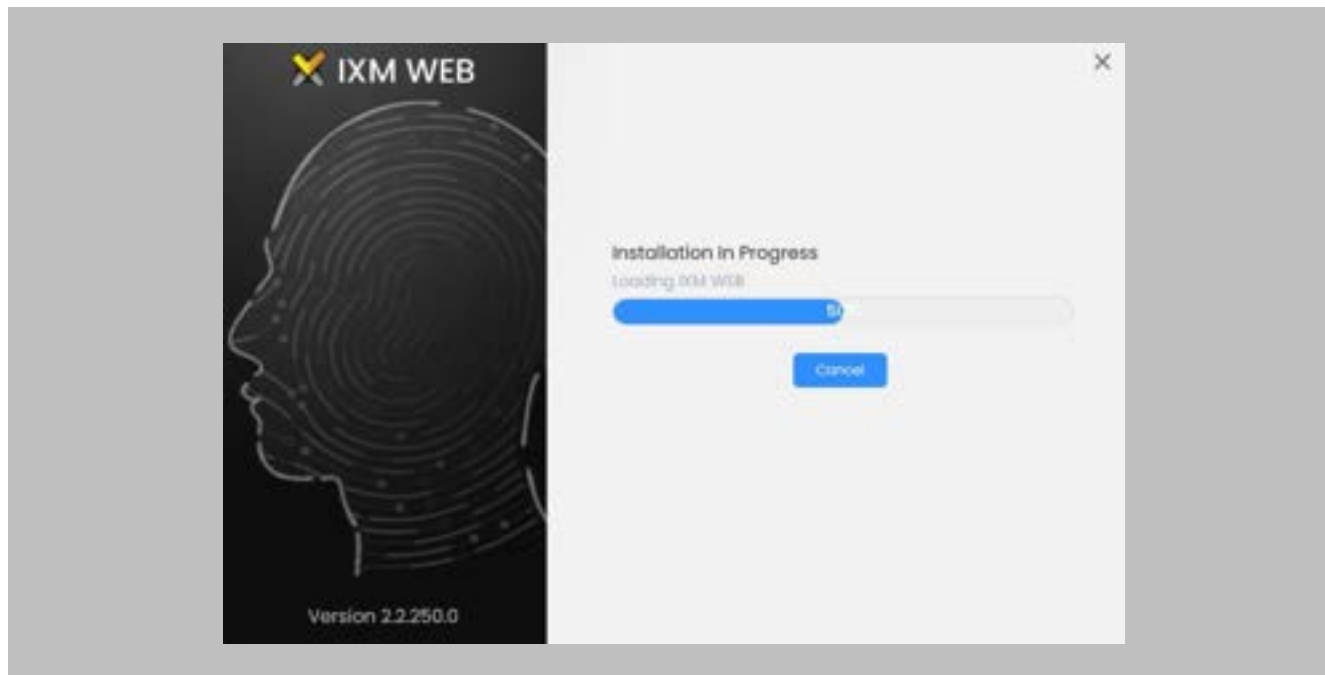 IXM WEB
Installation In Progress
Loading IXM WEB
Cancel
Version 2.2.250.0